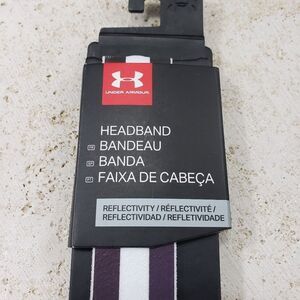 UNDER ARMOUR
HEADBAND
BANDEAU
BANDA
FAIXA DE CABEÇA
REFLECTIVITY / RÉFLECTIVITÉ /
REFLECTIVIDAD / REFLETIVIDADE